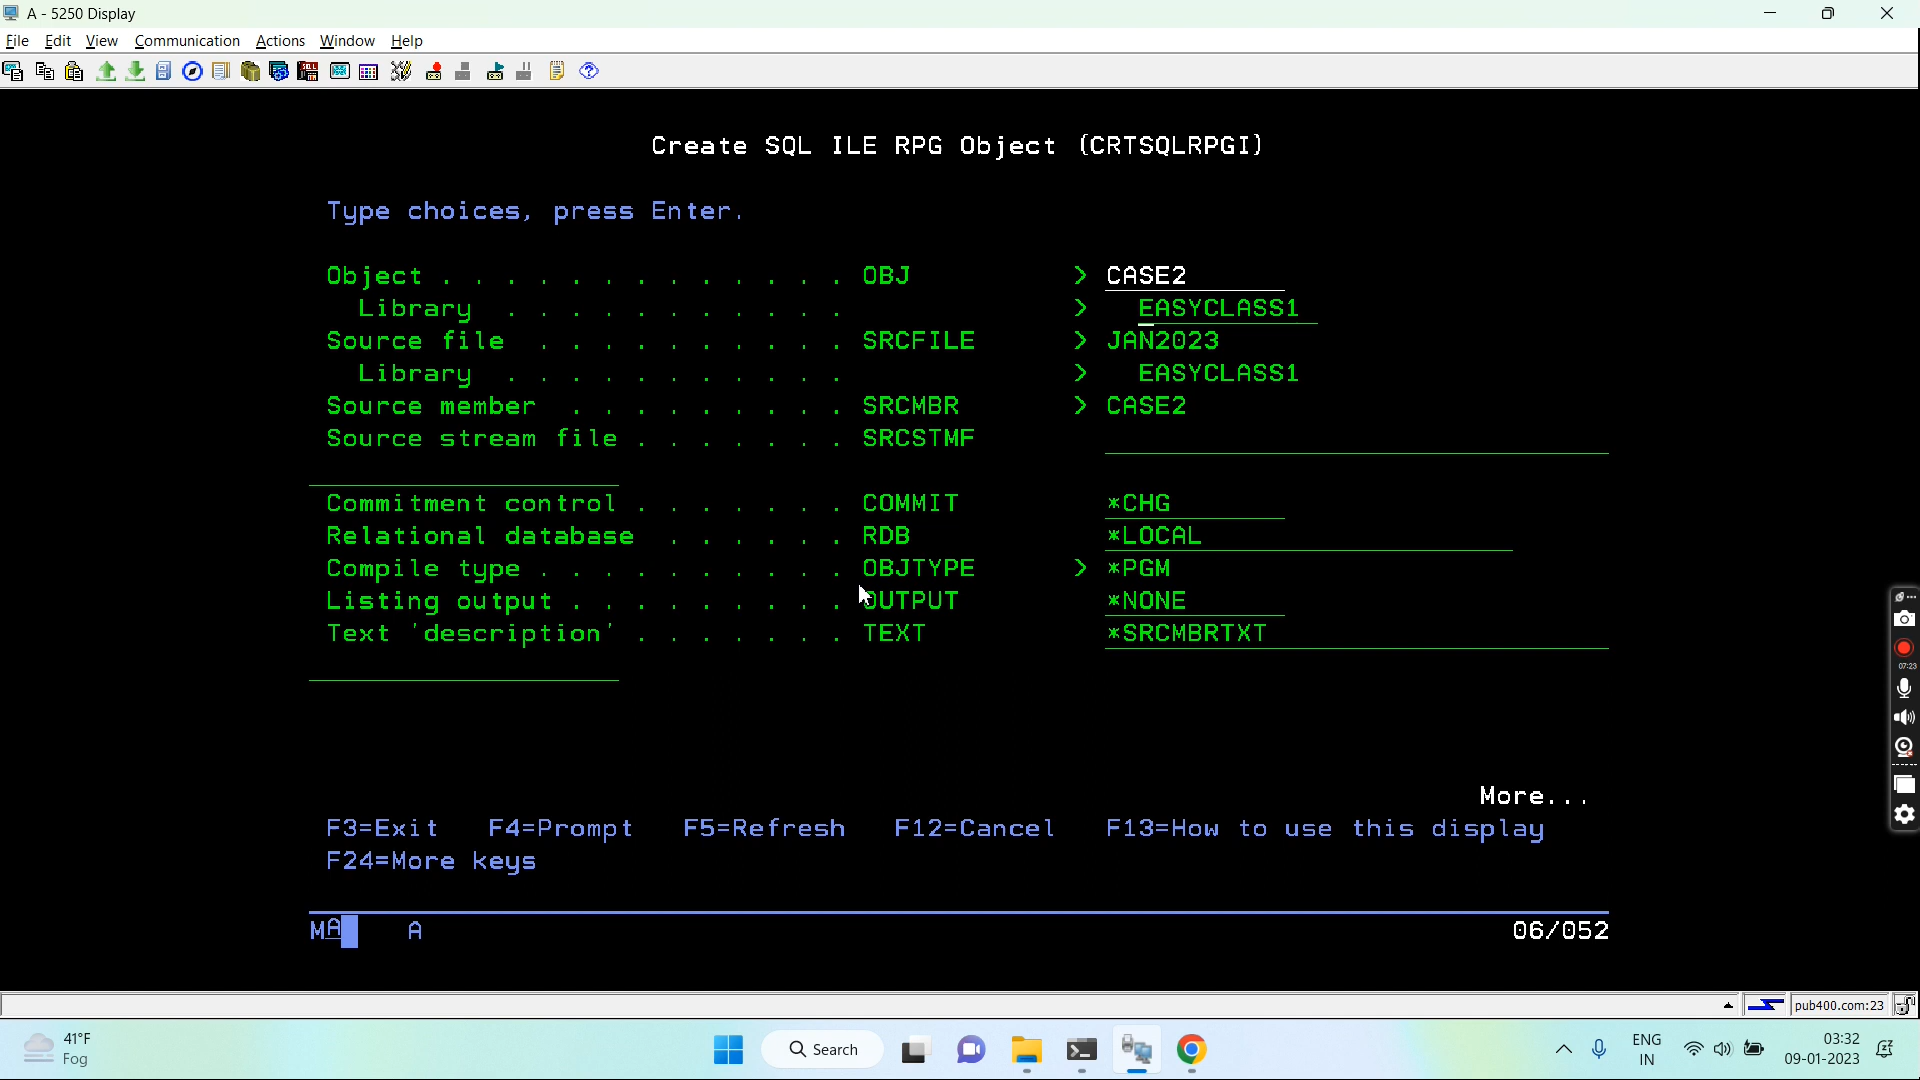 A - 5250 Display
File Edit View Communication Actions Window Help
Create SQL ILE RPG Object (CRTSQLRPGI)
Type choices, press Enter.
Object . . . . . . . . . . . . . OBJ > CASE2
Library . . . . . . . . . . . > EASYCLASS1
Source file . . . . . . . . . . SRCFILE > JAN2023
Library . . . . . . . . . . . > EASYCLASS1
Source member . . . . . . . . . SRCMBR > CASE2
Source stream file . . . . . . . SRCSTMF
Commitment control . . . . . . . COMMIT *CHG
Relational database . . . . . . RDB *LOCAL
Compile type . . . . . . . . . . OBJTYPE > *PGM
Listing output . . . . . . . . . OUTPUT *NONE
Text 'description' . . . . . . . TEXT *SRCMBRTXT
More...
F3=Exit F4=Prompt F5=Refresh F12=Cancel F13=How to use this display
F24=More keys
MA A 06/052
07:23
pub400.com:23
41°F
Fog
Search
ENG
IN
03:32
09-01-2023